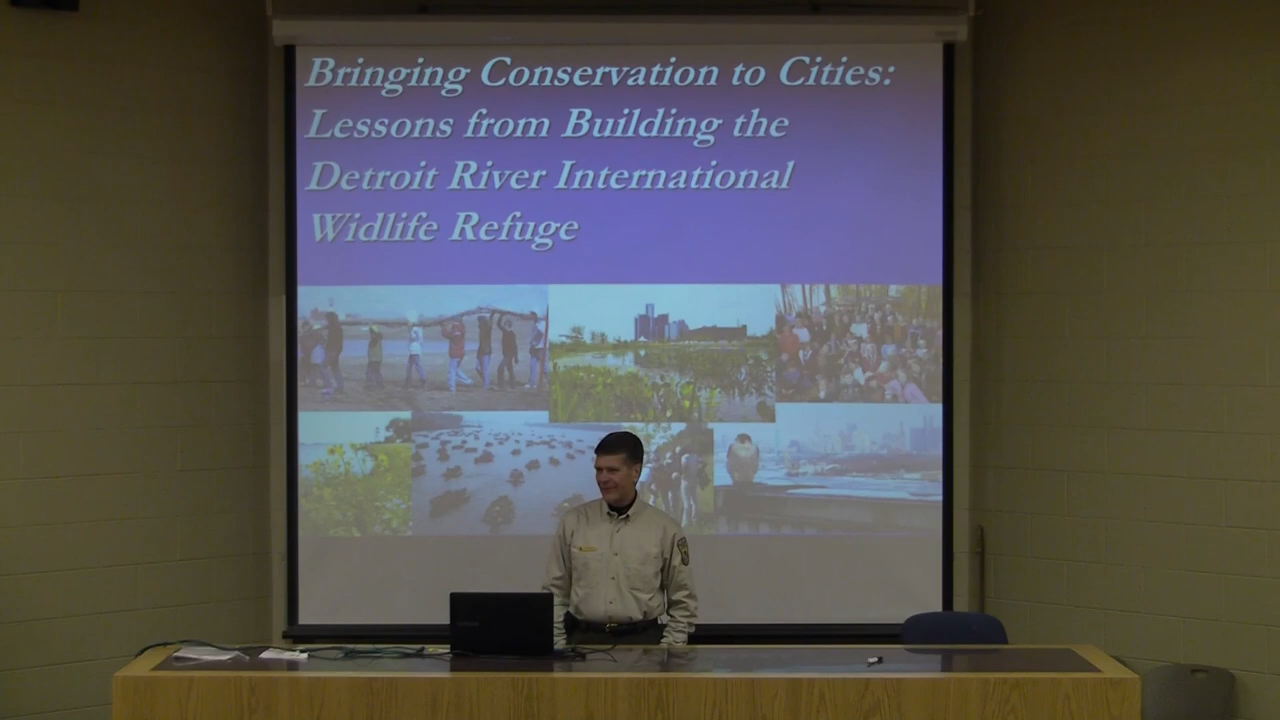 Bringing Conservation to Cities:
Lessons from Building the
Detroit River International
Widlife Refuge